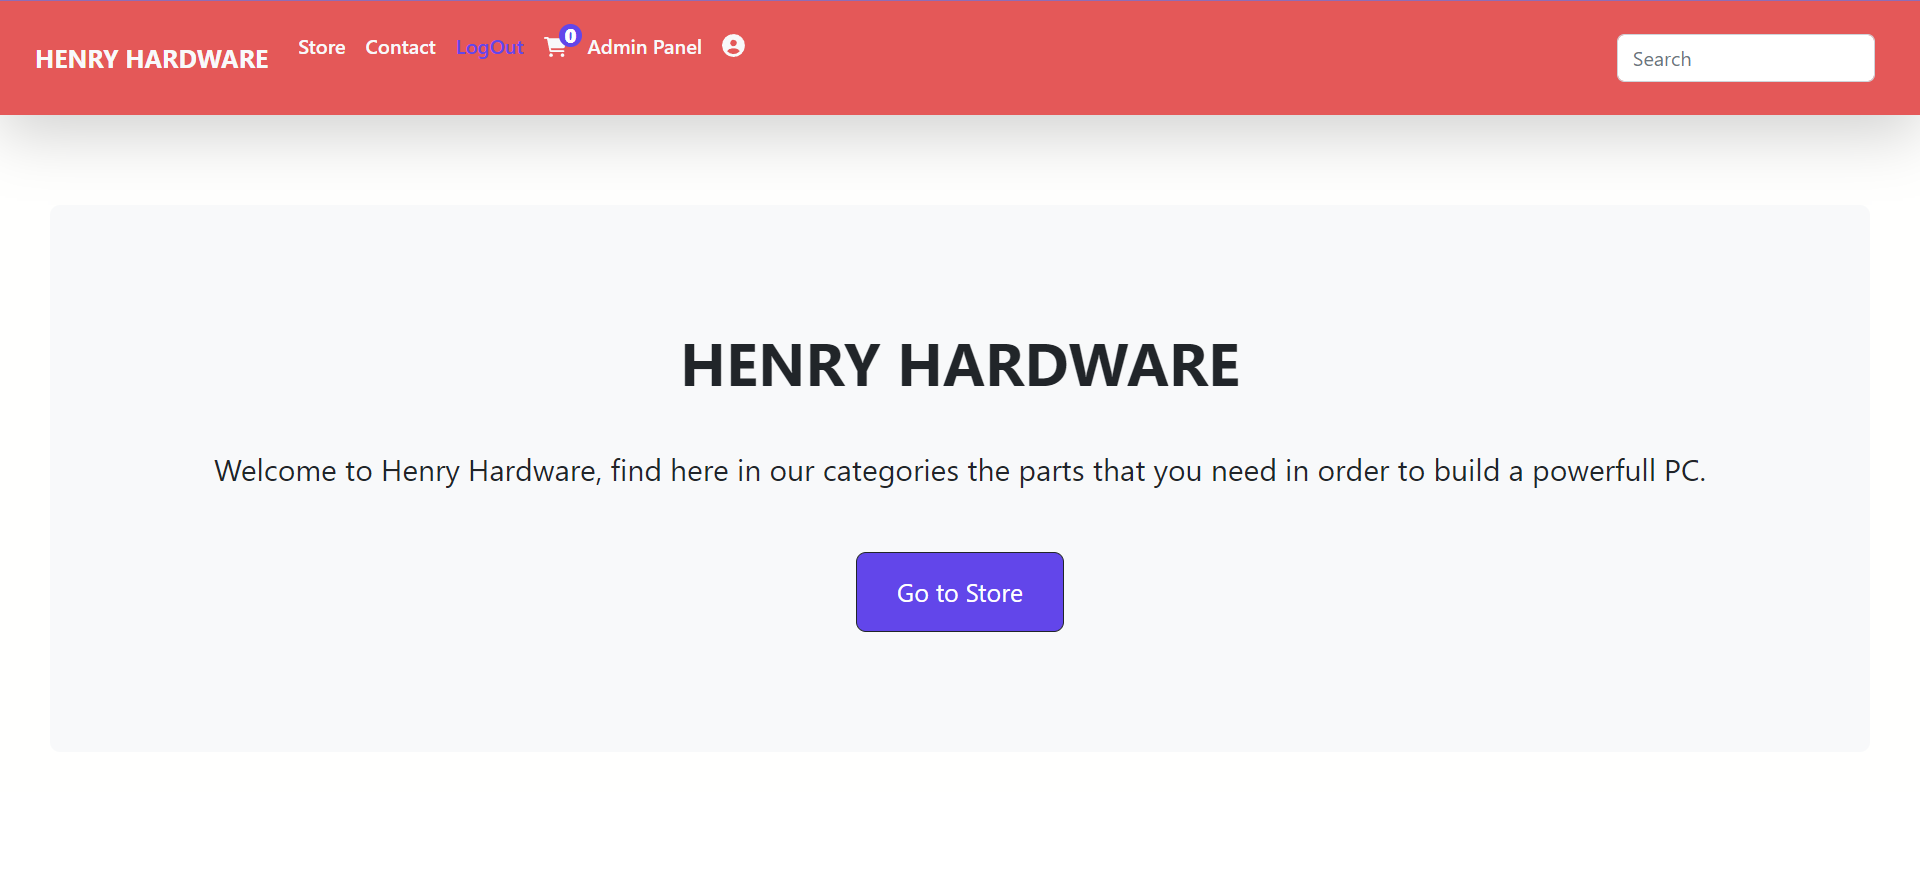 HENRY HARDWARE Store Contact LogOut 0 Admin Panel Search
HENRY HARDWARE
Welcome to Henry Hardware, find here in our categories the parts that you need in order to build a powerfull PC.
Go to Store